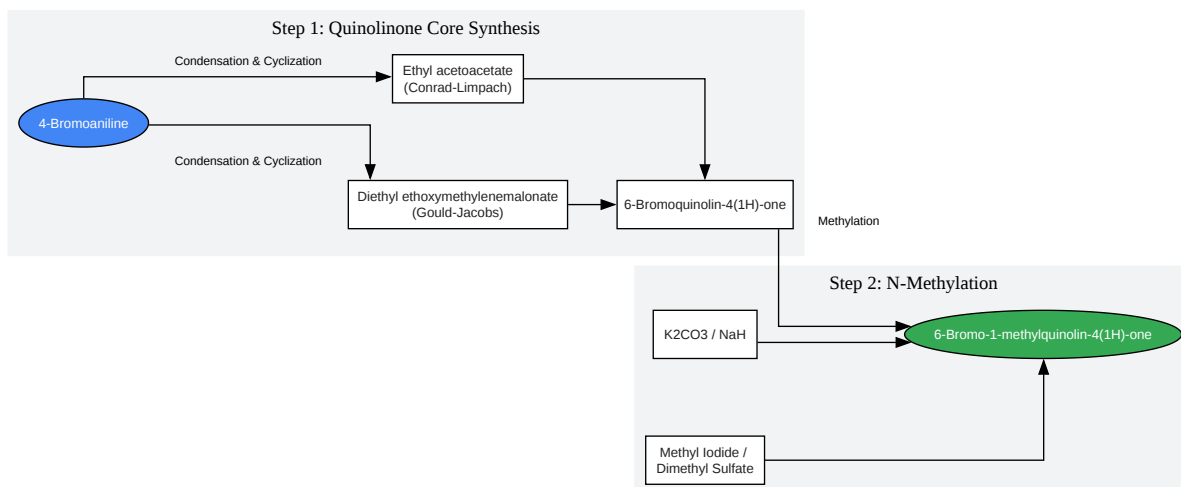 Step 1: Quinolinone Core Synthesis
Condensation & Cyclization
Ethyl acetoacetate
(Conrad-Limpach)
4-Bromoaniline
Condensation & Cyclization
Diethyl ethoxymethylenemalonate
(Gould-Jacobs)
6-Bromoquinolin-4(1H)-one
Methylation
Step 2: N-Methylation
K2CO3 / NaH
6-Bromo-1-methylquinolin-4(1H)-one
Methyl Iodide /
Dimethyl Sulfate